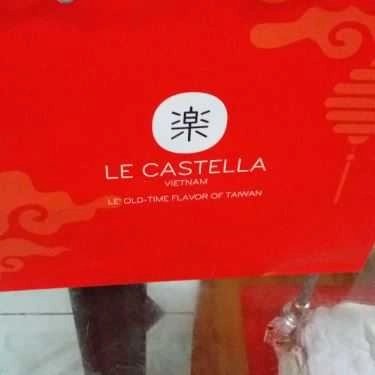 楽
LE CASTELLA
VIETNAM
LE' OLD-TIME FLAVOR OF TAIWAN